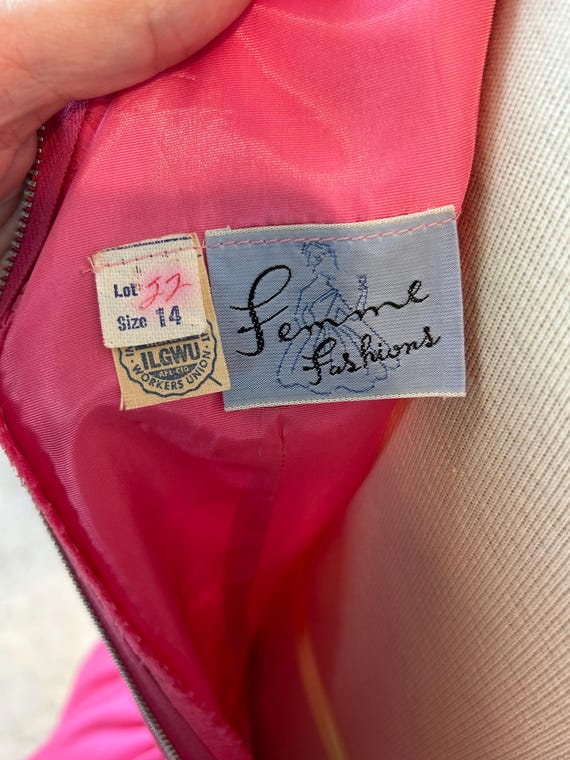 Lot 22
Size 14
ILGWU
AFL-CIO
WORKERS UNION
Femme
Fashions